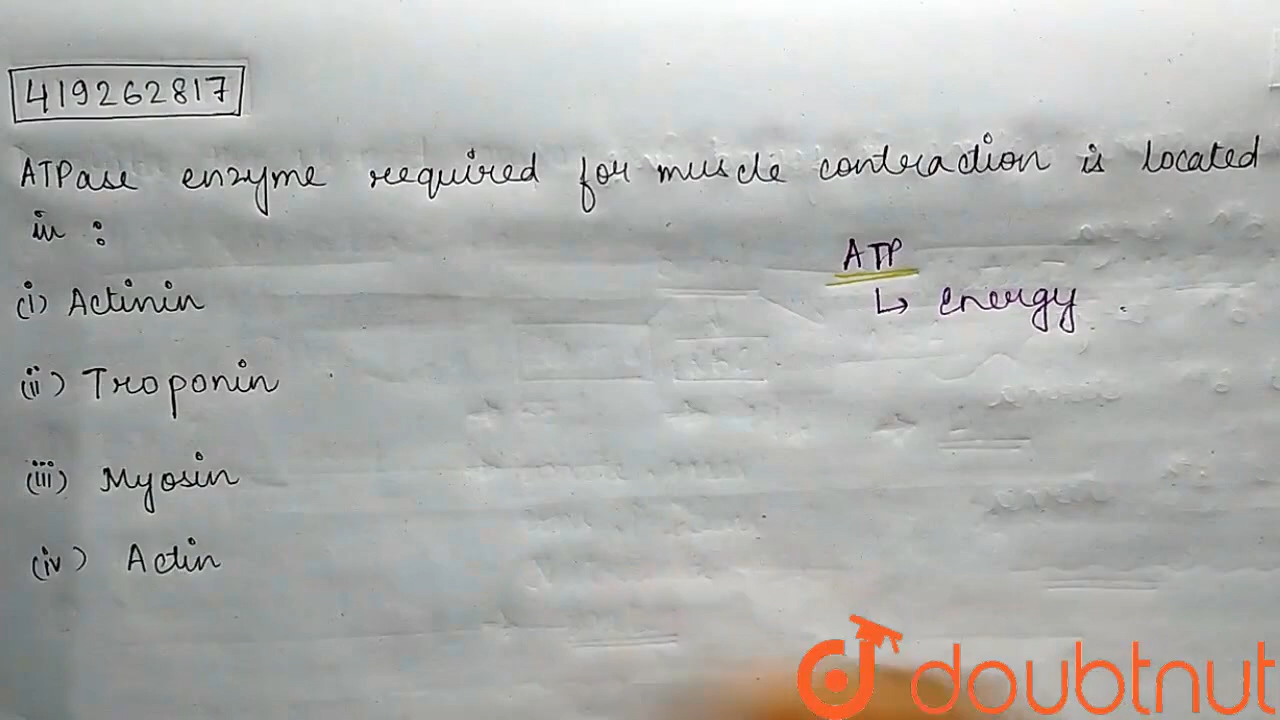 419262817
ATPase enzyme required for muscle contraction is located
in :
(i) Actinin
(ii) Troponin
(iii) Myosin
(iv) Actin
ATP
↳ energy .
doubtnut